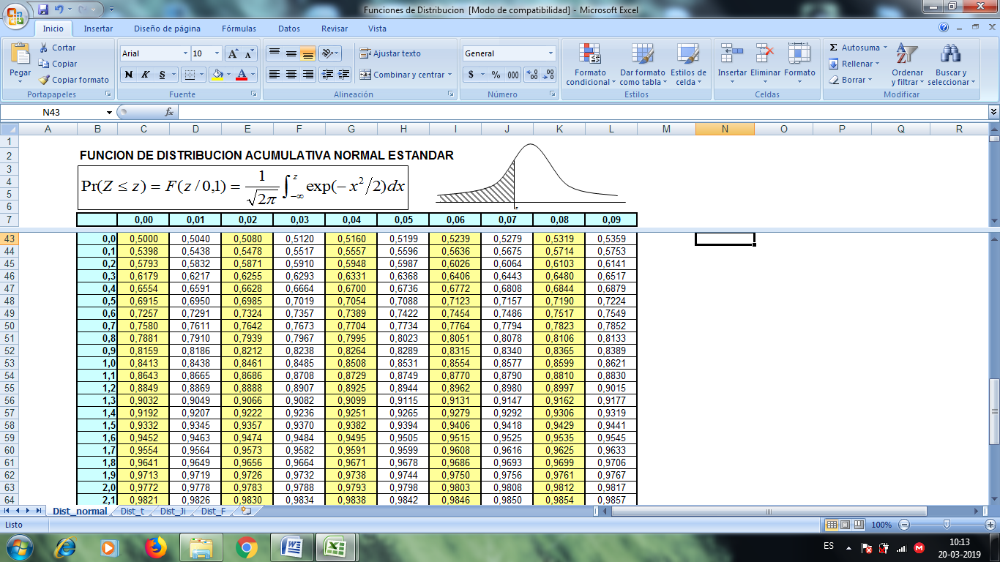 Funciones de Distribucion [Modo de compatibilidad] - Microsoft Excel
Inicio Insertar Diseño de página Fórmulas Datos Revisar Vista
Pegar Cortar Copiar Copiar formato
Arial 10 A A
N K S
Ajustar texto
Combinar y centrar
General
$ % 000
Formato condicional Dar formato como tabla Estilos de celda
Insertar Eliminar Formato
Σ Autosuma Rellenar Borrar
Ordenar y filtrar Buscar y seleccionar
Portapapeles Fuente Alineación Número Estilos Celdas Modificar
N43 fx
A B C D E F G H I J K L M N O P Q R
1
2 FUNCION DE DISTRIBUCION ACUMULATIVA NORMAL ESTANDAR
3
4 Pr(Z ≤ z) = F(z / 0,1) = 1/√2π ∫_{-∞}^{z} exp(− x²/2)dx
5
6 z
7 0,00 0,01 0,02 0,03 0,04 0,05 0,06 0,07 0,08 0,09
43 0,0 0,5000 0,5040 0,5080 0,5120 0,5160 0,5199 0,5239 0,5279 0,5319 0,5359
44 0,1 0,5398 0,5438 0,5478 0,5517 0,5557 0,5596 0,5636 0,5675 0,5714 0,5753
45 0,2 0,5793 0,5832 0,5871 0,5910 0,5948 0,5987 0,6026 0,6064 0,6103 0,6141
46 0,3 0,6179 0,6217 0,6255 0,6293 0,6331 0,6368 0,6406 0,6443 0,6480 0,6517
47 0,4 0,6554 0,6591 0,6628 0,6664 0,6700 0,6736 0,6772 0,6808 0,6844 0,6879
48 0,5 0,6915 0,6950 0,6985 0,7019 0,7054 0,7088 0,7123 0,7157 0,7190 0,7224
49 0,6 0,7257 0,7291 0,7324 0,7357 0,7389 0,7422 0,7454 0,7486 0,7517 0,7549
50 0,7 0,7580 0,7611 0,7642 0,7673 0,7704 0,7734 0,7764 0,7794 0,7823 0,7852
51 0,8 0,7881 0,7910 0,7939 0,7967 0,7995 0,8023 0,8051 0,8078 0,8106 0,8133
52 0,9 0,8159 0,8186 0,8212 0,8238 0,8264 0,8289 0,8315 0,8340 0,8365 0,8389
53 1,0 0,8413 0,8438 0,8461 0,8485 0,8508 0,8531 0,8554 0,8577 0,8599 0,8621
54 1,1 0,8643 0,8665 0,8686 0,8708 0,8729 0,8749 0,8770 0,8790 0,8810 0,8830
55 1,2 0,8849 0,8869 0,8888 0,8907 0,8925 0,8944 0,8962 0,8980 0,8997 0,9015
56 1,3 0,9032 0,9049 0,9066 0,9082 0,9099 0,9115 0,9131 0,9147 0,9162 0,9177
57 1,4 0,9192 0,9207 0,9222 0,9236 0,9251 0,9265 0,9279 0,9292 0,9306 0,9319
58 1,5 0,9332 0,9345 0,9357 0,9370 0,9382 0,9394 0,9406 0,9418 0,9429 0,9441
59 1,6 0,9452 0,9463 0,9474 0,9484 0,9495 0,9505 0,9515 0,9525 0,9535 0,9545
60 1,7 0,9554 0,9564 0,9573 0,9582 0,9591 0,9599 0,9608 0,9616 0,9625 0,9633
61 1,8 0,9641 0,9649 0,9656 0,9664 0,9671 0,9678 0,9686 0,9693 0,9699 0,9706
62 1,9 0,9713 0,9719 0,9726 0,9732 0,9738 0,9744 0,9750 0,9756 0,9761 0,9767
63 2,0 0,9772 0,9778 0,9783 0,9788 0,9793 0,9798 0,9803 0,9808 0,9812 0,9817
64 2,1 0,9821 0,9826 0,9830 0,9834 0,9838 0,9842 0,9846 0,9850 0,9854 0,9857
Dist_normal Dist_t Dist_Ji Dist_F
Listo 100%
ES 10:13
20-03-2019